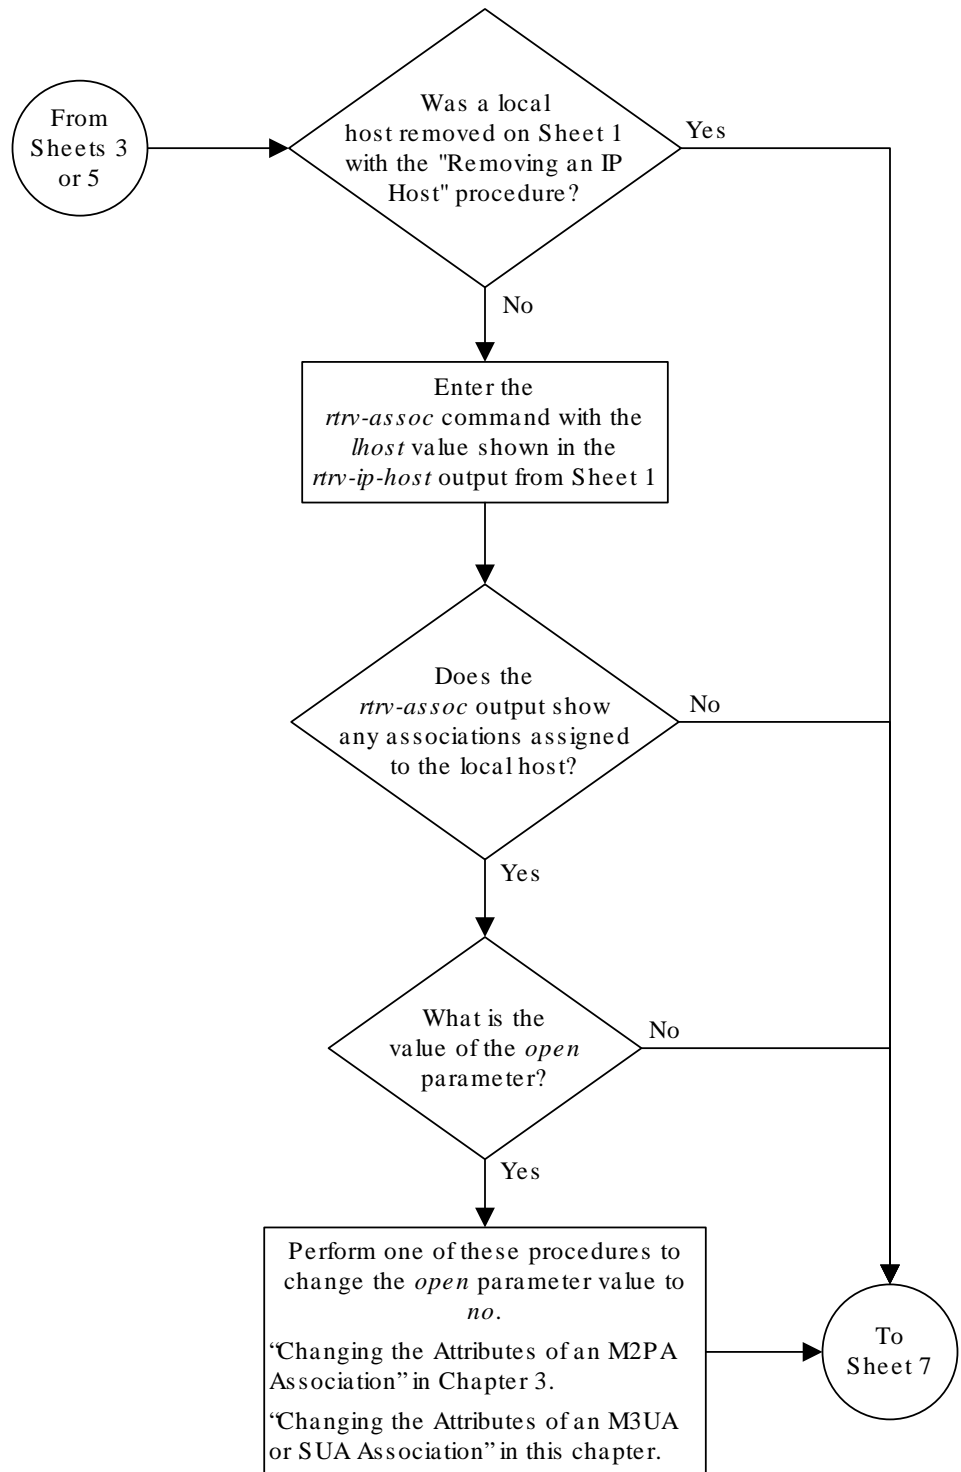 From
Sheets 3
or 5
Was a local
host removed on Sheet 1
with the "Removing an IP
Host" procedure?
Yes
No
Enter the
rtrv-assoc command with the
lhost value shown in the
rtrv-ip-host output from Sheet 1
Does the
rtrv-assoc output show
any associations assigned
to the local host?
No
Yes
What is the
value of the open
parameter?
No
Yes
Perform one of these procedures to
change the open parameter value to
no.
“Changing the Attributes of an M2PA
Association” in Chapter 3.
“Changing the Attributes of an M3UA
or SUA Association” in this chapter.
To
Sheet 7